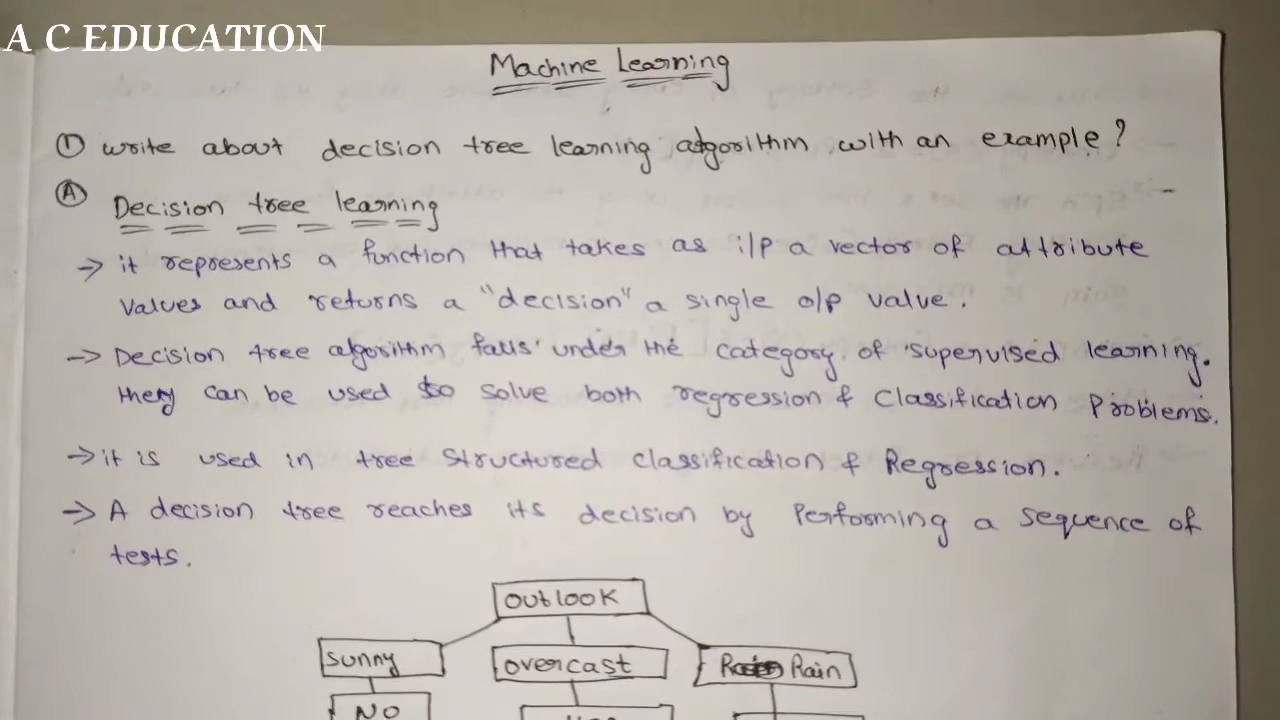 A C EDUCATION
Machine Learning
① write about decision tree learning algorithm with an example?
Ⓐ Decision tree learning
→ it represents a function that takes as i/p a vector of attribute
values and returns a "decision" a single o/p value.
→ Decision tree algorithm falls under the category of supervised learning.
they can be used to solve both regression & classification problems.
→ it is used in tree structured classification & Regression.
→ A decision tree reaches its decision by performing a sequence of
tests.
outlook
sunny overcast Rain
NO